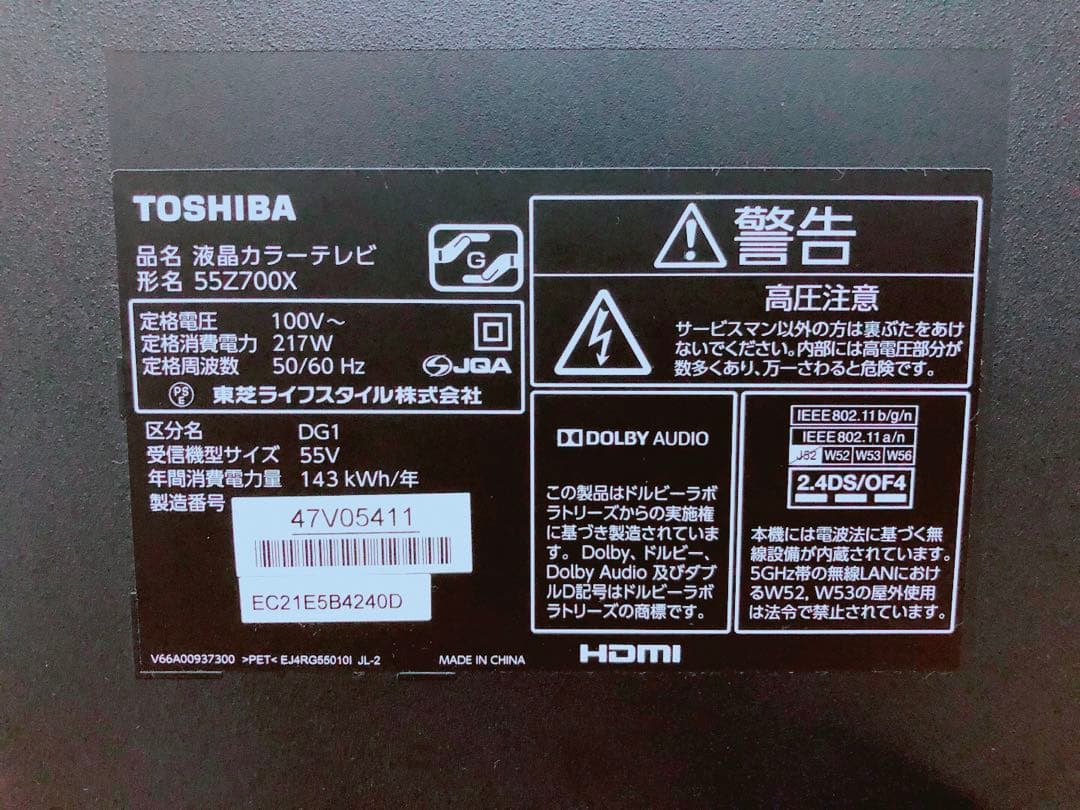 TOSHIBA
品名 液晶カラーテレビ
形名 55Z700X
G
定格電圧 100V～
定格消費電力 217W
定格周波数 50/60 Hz
JQA
PS
E
東芝ライフスタイル株式会社
区分名 DG1
受信機型サイズ 55V
年間消費電力量 143 kWh/年
製造番号
47V05411
EC21E5B4240D
V66A00937300 >PET< EJ4RG55010I JL-2 MADE IN CHINA
警告
高圧注意
サービスマン以外の方は裏ぶたをあけ
ないでください。内部には高電圧部分が
数多くあり、万一さわると危険です。
DOLBY AUDIO
この製品はドルビーラボ
ラトリーズからの実施権
に基づき製造されていま
す。Dolby、ドルビー、
Dolby Audio 及びダブ
ルD記号はドルビーラボ
ラトリーズの商標です。
HDMI
IEEE802.11b/g/n
IEEE802.11a/n
J52 W52 W53 W56
2.4DS/OF4
本機には電波法に基づく無
線設備が内蔵されています。
5GHz帯の無線LANにおけ
るW52, W53の屋外使用
は法令で禁止されています。